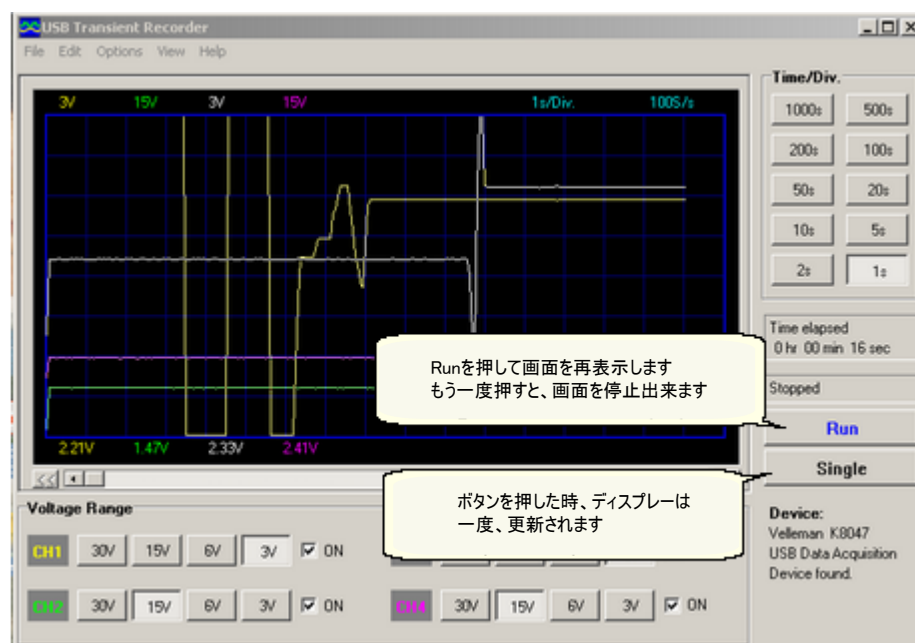 USB Transient Recorder
File Edit Options View Help
3V 15V 3V 15V 1s/Div. 100S/s
2.21V 1.47V 2.33V 2.41V
Time/Div.
1000s 500s
200s 100s
50s 20s
10s 5s
2s 1s
Time elapsed
0 hr 00 min 16 sec
Stopped
Run
Single
Runを押して画面を再表示します
もう一度押すと、画面を停止出来ます
ボタンを押した時、ディスプレーは
一度、更新されます
Voltage Range
CH1 30V 15V 6V 3V ON
CH2 30V 15V 6V 3V ON
CH4 30V 15V 6V 3V ON
Device:
Velleman K8047
USB Data Acquisition
Device found.